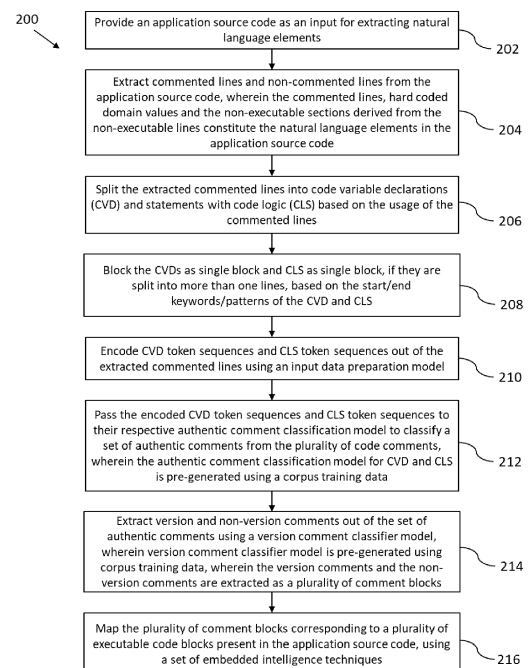 200
Provide an application source code as an input for extracting natural
language elements
202
Extract commented lines and non-commented lines from the
application source code, wherein the commented lines, hard coded
domain values and the non-executable sections derived from the
non-executable lines constitute the natural language elements in the
application source code
204
Split the extracted commented lines into code variable declarations
(CVD) and statements with code logic (CLS) based on the usage of the
commented lines
206
Block the CVDs as single block and CLS as single block, if they are
split into more than one lines, based on the start/end
keywords/patterns of the CVD and CLS
208
Encode CVD token sequences and CLS token sequences out of the
extracted commented lines using an input data preparation model
210
Pass the encoded CVD token sequences and CLS token sequences to
their respective authentic comment classification model to classify a
set of authentic comments from the plurality of code comments,
wherein the authentic comment classification model for CVD and CLS
is pre-generated using a corpus training data
212
Extract version and non-version comments out of the set of
authentic comments using a version comment classifier model,
wherein version comment classifier model is pre-generated using
corpus training data, wherein the version comments and the non-
version comments are extracted as a plurality of comment blocks
214
Map the plurality of comment blocks corresponding to a plurality of
executable code blocks present in the application source code, using
a set of embedded intelligence techniques
216